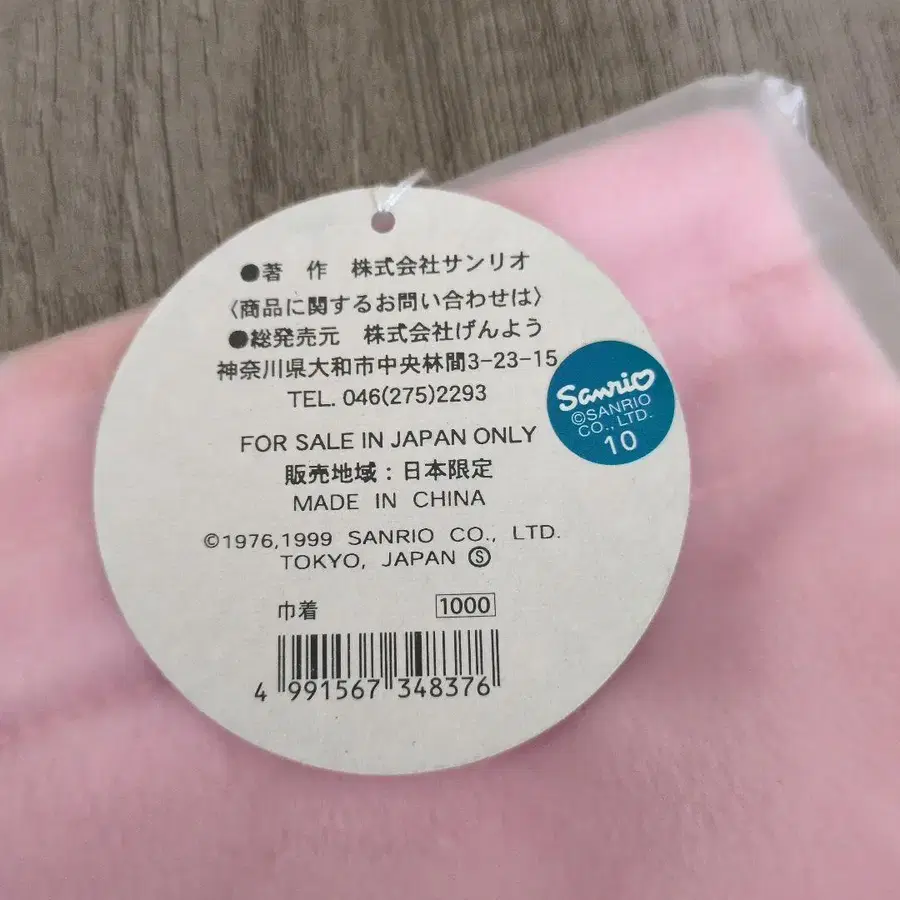 ●著 作 株式会社サンリオ
〈商品に関するお問い合わせは〉
●総発売元 株式会社げんよう
神奈川県大和市中央林間3-23-15
TEL. 046(275)2293
FOR SALE IN JAPAN ONLY
販売地域：日本限定
MADE IN CHINA
©1976,1999 SANRIO CO., LTD.
TOKYO, JAPAN Ⓢ
巾着 1000
4 991567 348376
Sanrio
©SANRIO
CO., LTD.
10